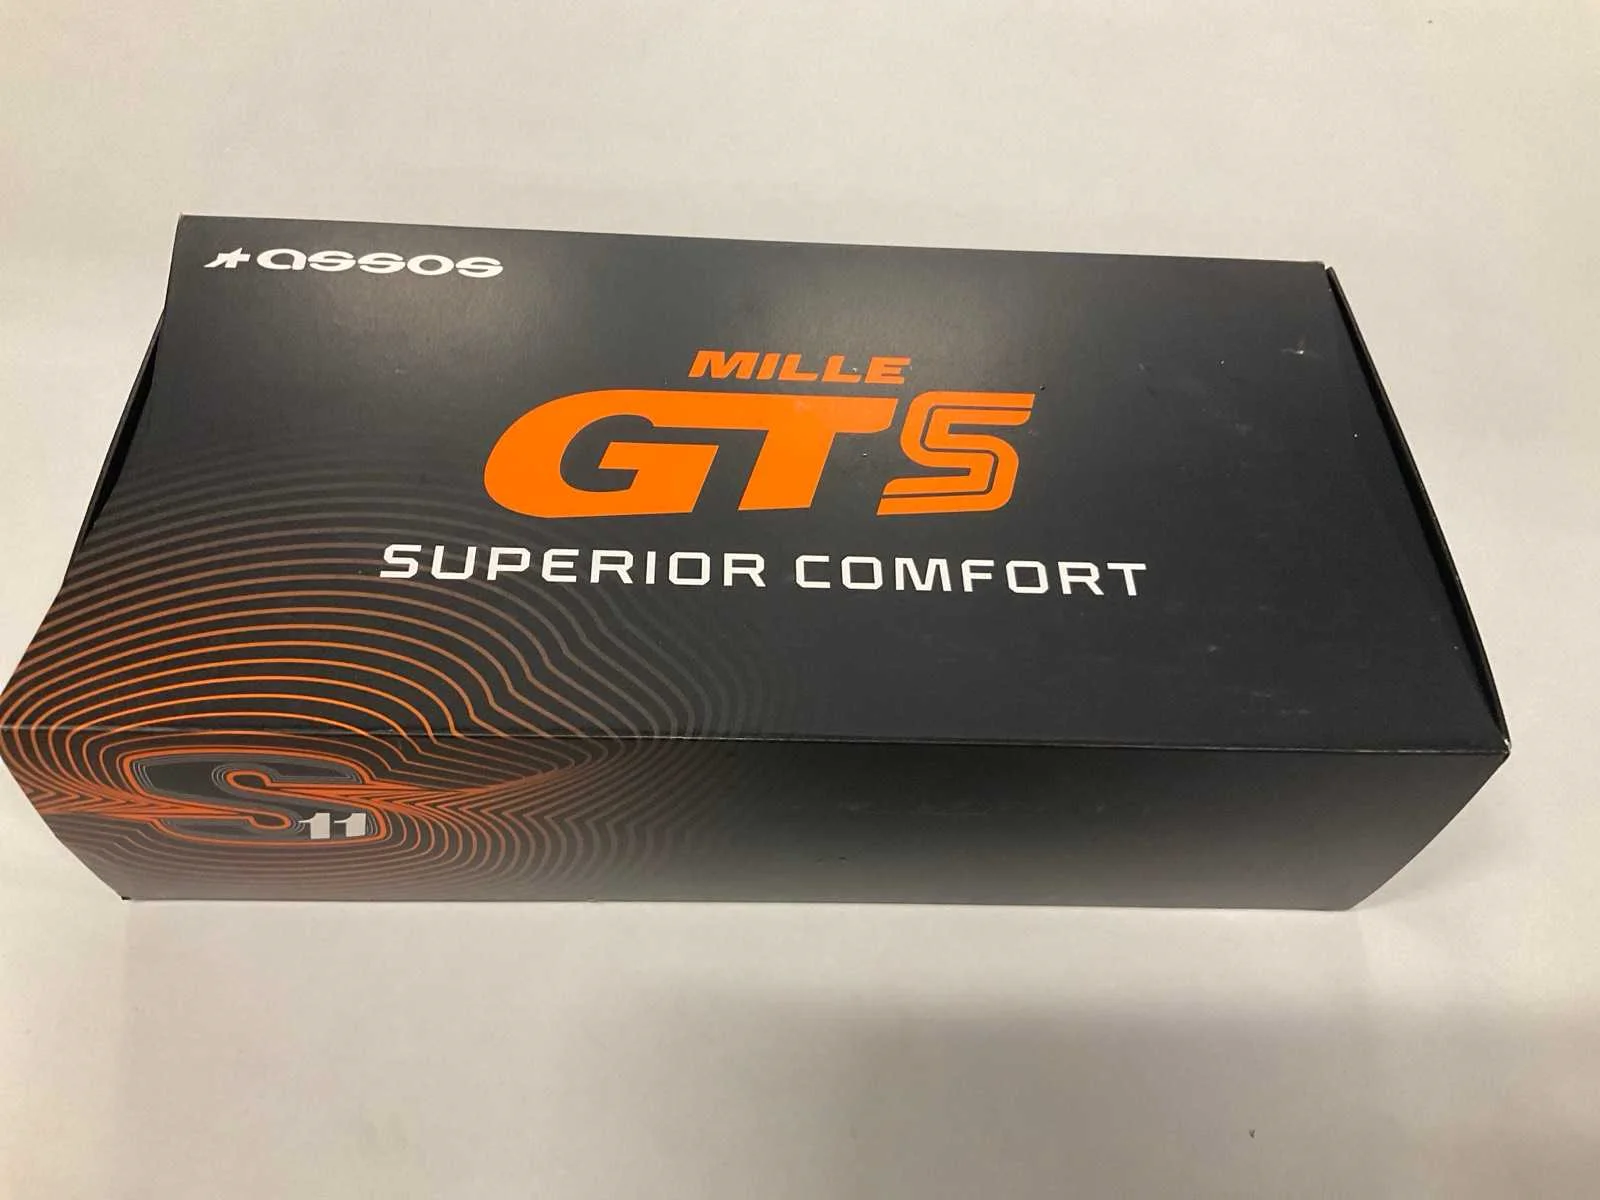 assos
MILLE
GTS
SUPERIOR COMFORT
S11